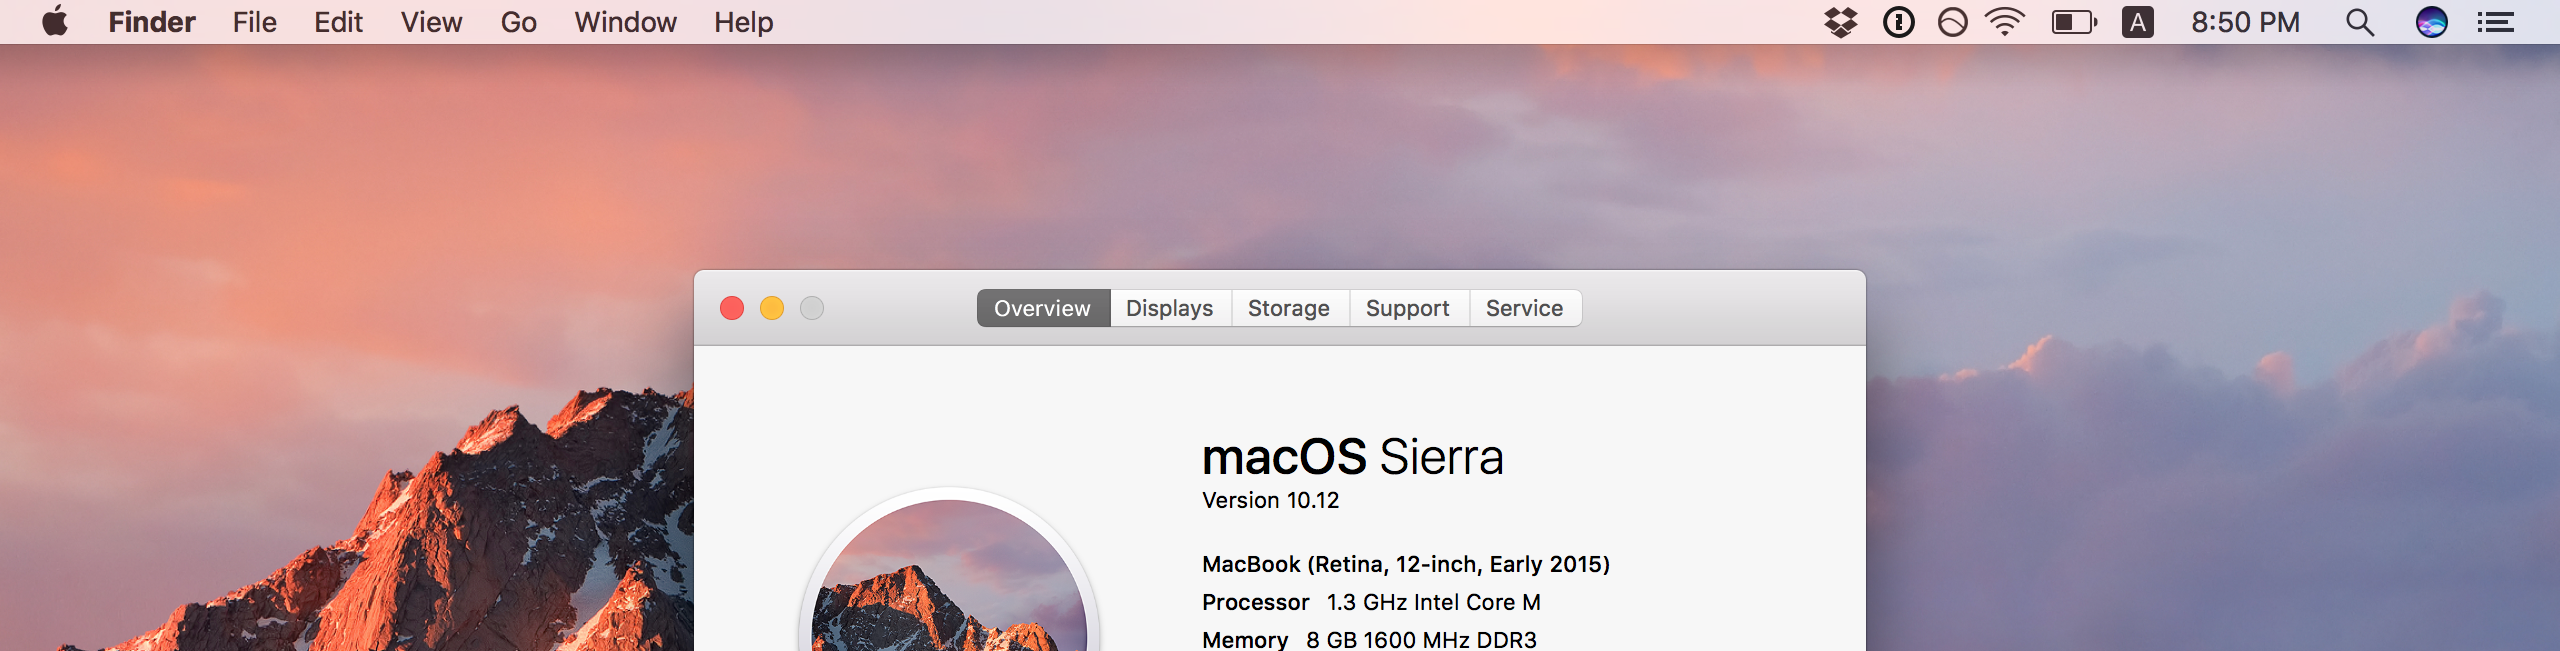 Finder File Edit View Go Window Help A 8:50 PM
Overview Displays Storage Support Service
macOS Sierra
Version 10.12
MacBook (Retina, 12-inch, Early 2015)
Processor 1.3 GHz Intel Core M
Memory 8 GB 1600 MHz DDR3